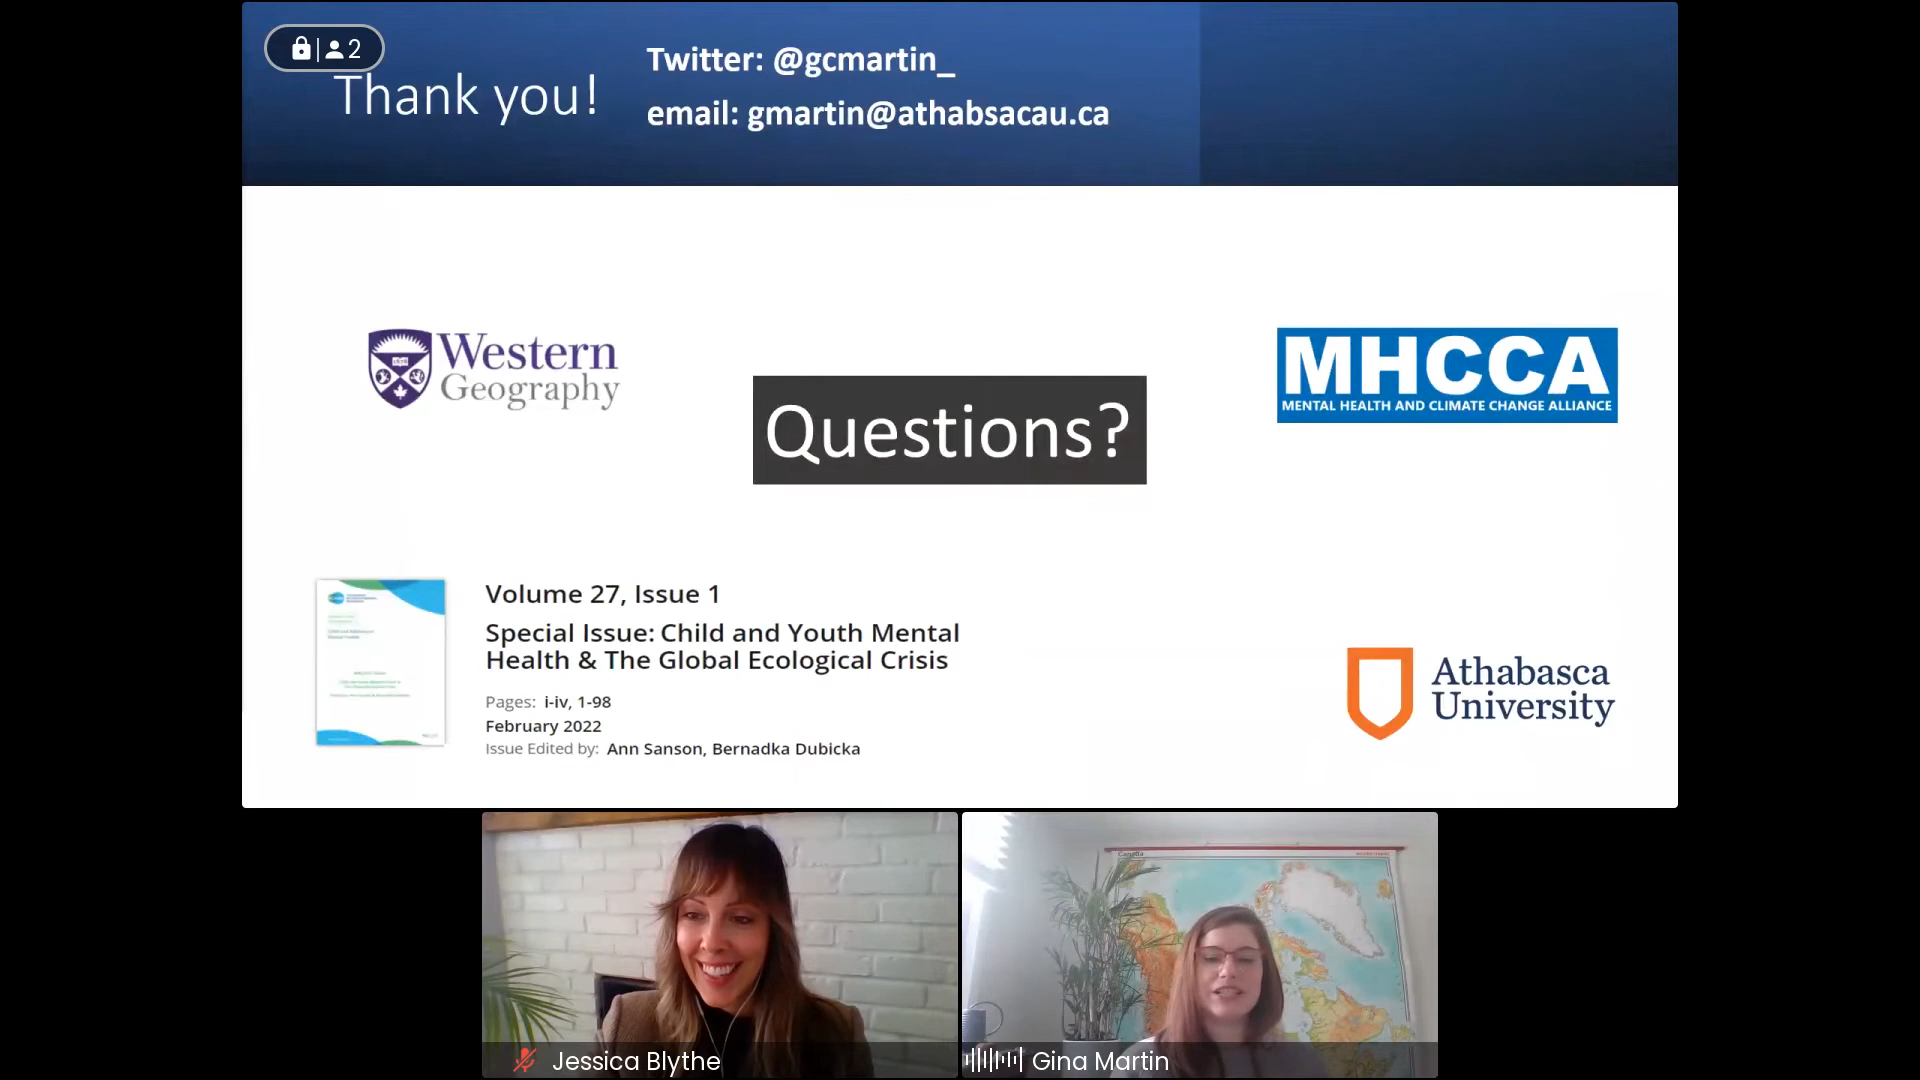 2
Thank you!
Twitter: @gcmartin_
email: gmartin@athabsacau.ca
Western
Geography
MHCCA
MENTAL HEALTH AND CLIMATE CHANGE ALLIANCE
Questions?
Volume 27, Issue 1
Special Issue: Child and Youth Mental
Health & The Global Ecological Crisis
Pages: i-iv, 1-98
February 2022
Issue Edited by: Ann Sanson, Bernadka Dubicka
Athabasca
University
Canada
Jessica Blythe
Gina Martin